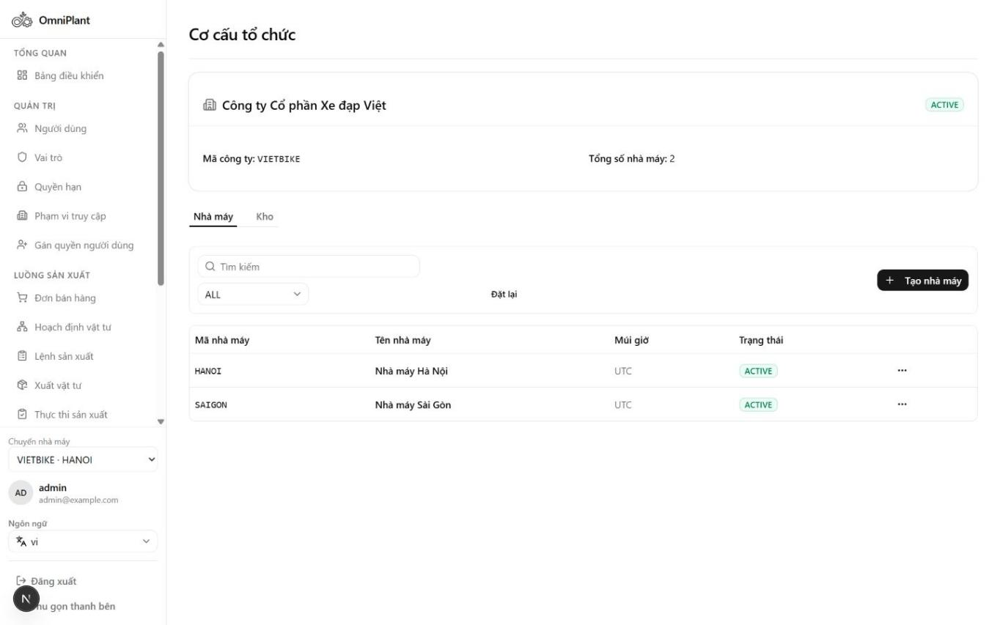 OmniPlant
TỔNG QUAN
Bảng điều khiển
QUẢN TRỊ
Người dùng
Vai trò
Quyền hạn
Phạm vi truy cập
Gán quyền người dùng
LUỒNG SẢN XUẤT
Đơn bán hàng
Hoạch định vật tư
Lệnh sản xuất
Xuất vật tư
Thực thi sản xuất
Chuyển nhà máy
VIETBIKE · HANOI
AD
admin
admin@example.com
Ngôn ngữ
vi
Đăng xuất
N
hu gọn thanh bên
Cơ cấu tổ chức
Công ty Cổ phần Xe đạp Việt
ACTIVE
Mã công ty: VIETBIKE
Tổng số nhà máy: 2
Nhà máy
Kho
Tìm kiếm
ALL
Đặt lại
+ Tạo nhà máy
Mã nhà máy Tên nhà máy Múi giờ Trạng thái
HANOI Nhà máy Hà Nội UTC ACTIVE ···
SAIGON Nhà máy Sài Gòn UTC ACTIVE ···